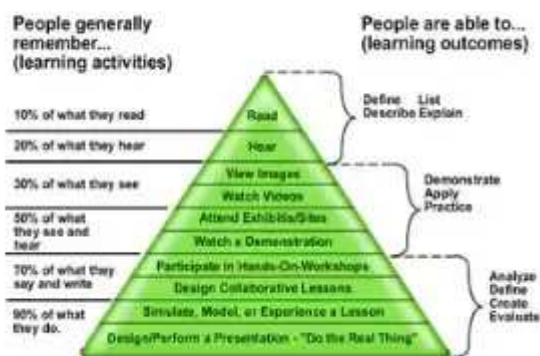 People generally
remember...
(learning activities)
People are able to...
(learning outcomes)
10% of what they read
20% of what they hear
30% of what they see
50% of what
they see and
hear
70% of what they
say and write
90% of what
they do.
Read
Hear
View Images
Watch Videos
Attend Exhibits/Sites
Watch a Demonstration
Participate in Hands-On-Workshops
Design Collaborative Lessons
Simulate, Model, or Experience a Lesson
Design/Perform a Presentation - "Do the Real Thing"
Define List
Describe Explain
Demonstrate
Apply
Practice
Analyze
Define
Create
Evaluate